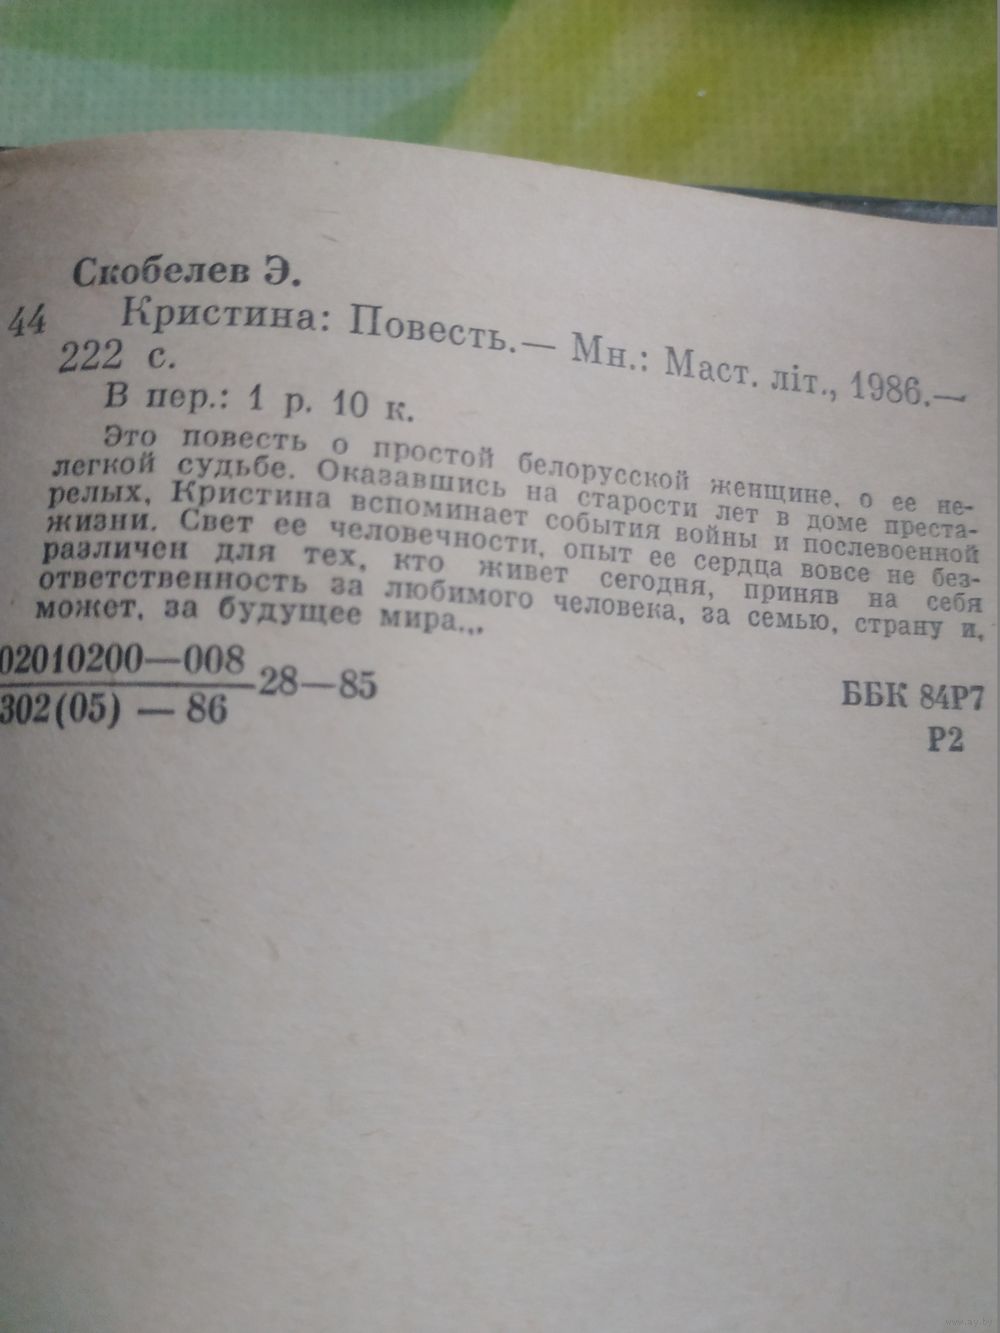 Скобелев Э.
44 Кристина: Повесть.— Мн.: Маст. літ., 1986.—
222 с.
В пер.: 1 р. 10 к.
Это повесть о простой белорусской женщине, о ее не-
легкой судьбе. Оказавшись на старости лет в доме преста-
релых, Кристина вспоминает события войны и послевоенной
жизни. Свет ее человечности, опыт ее сердца вовсе не без-
различен для тех, кто живет сегодня, приняв на себя
ответственность за любимого человека, за семью, страну и,
может, за будущее мира...
02010200—008
28—85
302(05) — 86
ББК 84Р7
Р2
www.ay.by